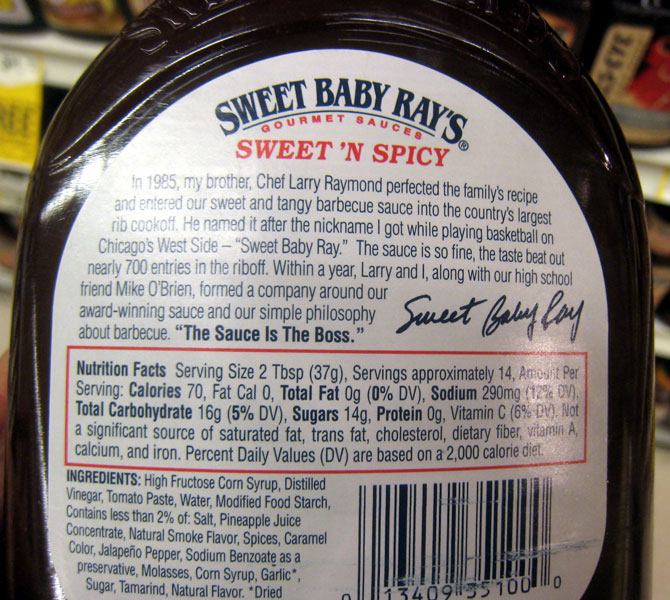 SWEET BABY RAY'S®
GOURMET SAUCES
SWEET 'N SPICY
In 1985, my brother, Chef Larry Raymond perfected the family's recipe
and entered our sweet and tangy barbecue sauce into the country's largest
rib cookoff. He named it after the nickname I got while playing basketball on
Chicago's West Side – "Sweet Baby Ray." The sauce is so fine, the taste beat out
nearly 700 entries in the riboff. Within a year, Larry and I, along with our high school
friend Mike O'Brien, formed a company around our
award-winning sauce and our simple philosophy
about barbecue. "The Sauce Is The Boss."
Sweet Baby Ray
Nutrition Facts Serving Size 2 Tbsp (37g), Servings approximately 14, Amount Per
Serving: Calories 70, Fat Cal 0, Total Fat 0g (0% DV), Sodium 290mg (12% DV),
Total Carbohydrate 16g (5% DV), Sugars 14g, Protein 0g, Vitamin C (6% DV). Not
a significant source of saturated fat, trans fat, cholesterol, dietary fiber, vitamin A,
calcium, and iron. Percent Daily Values (DV) are based on a 2,000 calorie diet.
INGREDIENTS: High Fructose Corn Syrup, Distilled
Vinegar, Tomato Paste, Water, Modified Food Starch,
Contains less than 2% of: Salt, Pineapple Juice
Concentrate, Natural Smoke Flavor, Spices, Caramel
Color, Jalapeño Pepper, Sodium Benzoate as a
preservative, Molasses, Corn Syrup, Garlic*,
Sugar, Tamarind, Natural Flavor. *Dried
0 13409 35100 0